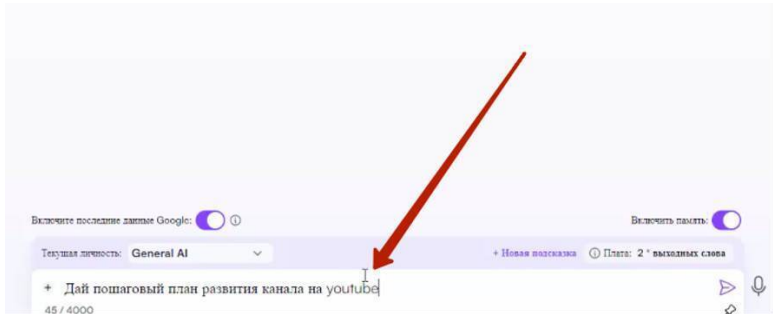 Включите последние данные Google:
Включить память:
Текущая личность: General AI
+ Новая подсказка
Плата: 2 * выходных слова
+ Дай пошаговый план развития канала на youtube
45 / 4000